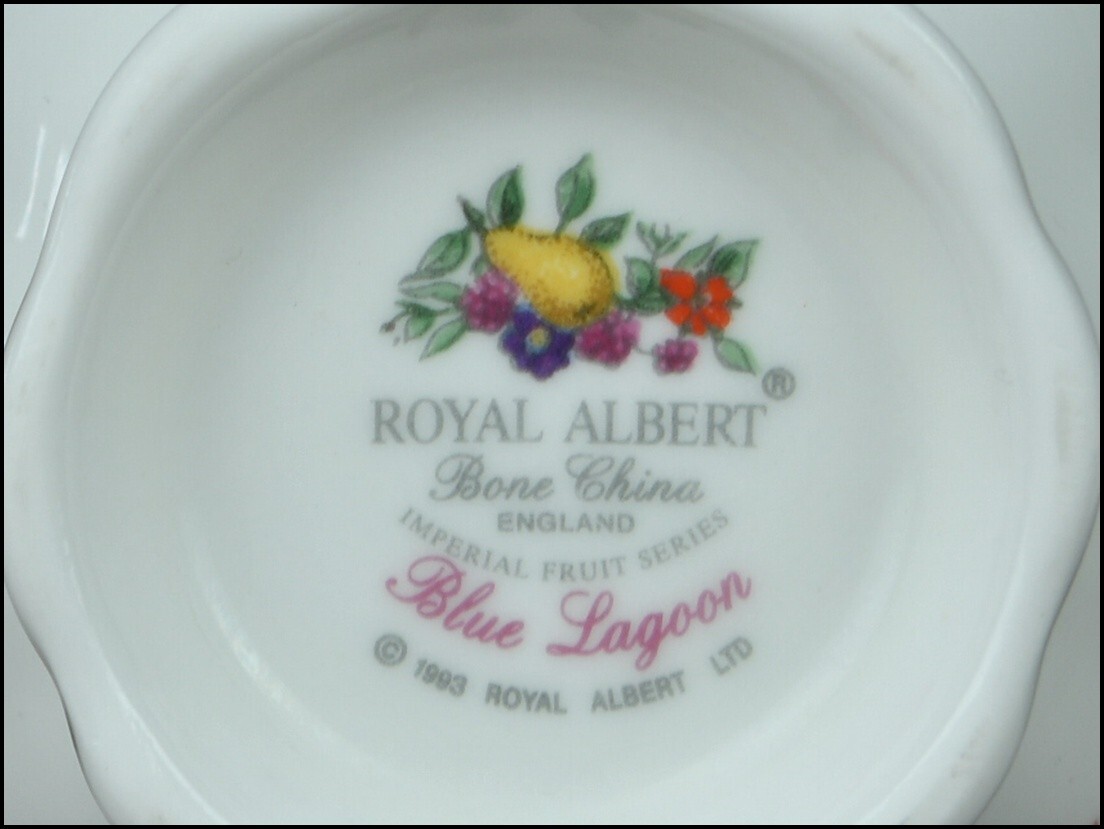 ROYAL ALBERT®
Bone China
ENGLAND
IMPERIAL FRUIT SERIES
Blue Lagoon
© 1993 ROYAL ALBERT LTD